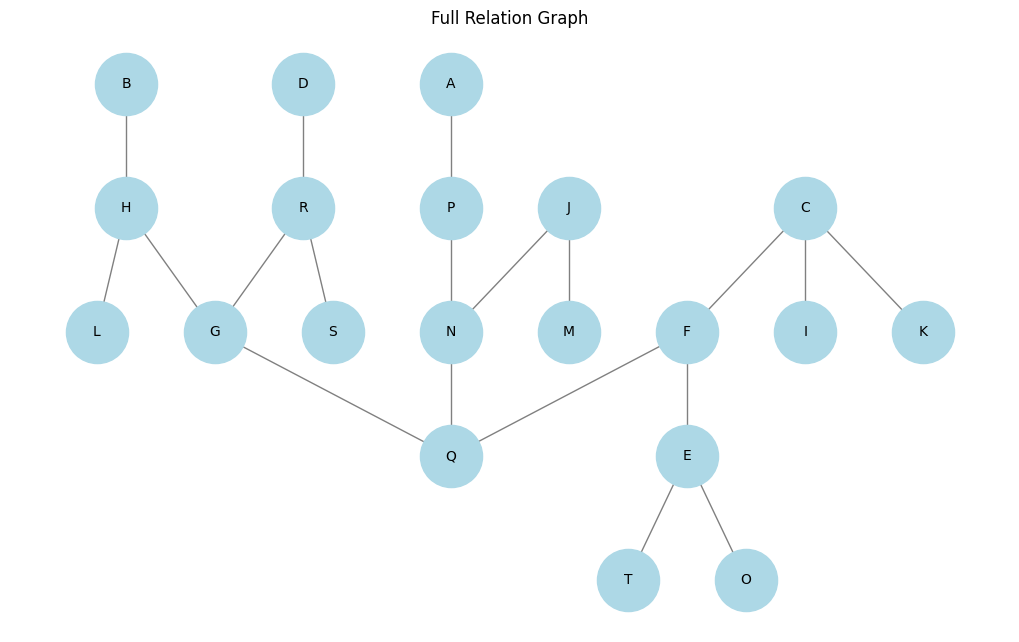 Full Relation Graph
B D A
H R P J C
L G S N M F I K
Q E
T O